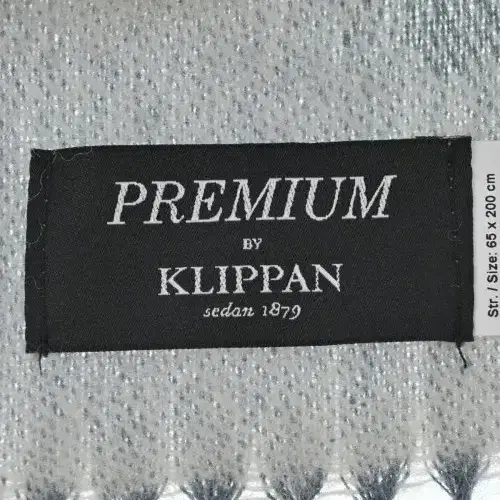 PREMIUM
BY
KLIPPAN
sedan 1879
Str. / Size: 65 x 200 cm